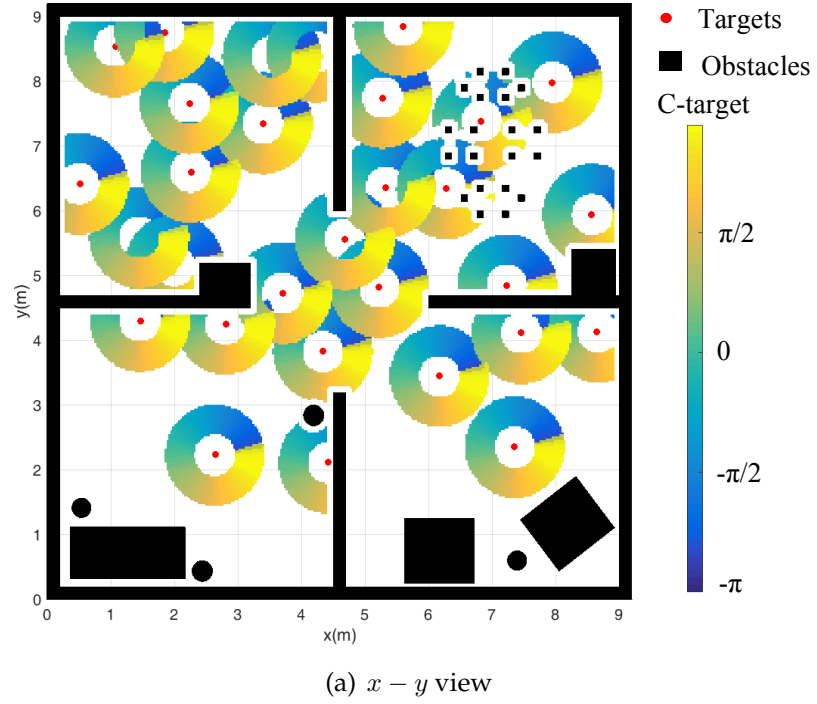 Targets
Obstacles
C-target
π/2
0
-π/2
-π
y(m)
9
8
7
6
5
4
3
2
1
0
0 1 2 3 4 5 6 7 8 9
x(m)
(a) x − y view